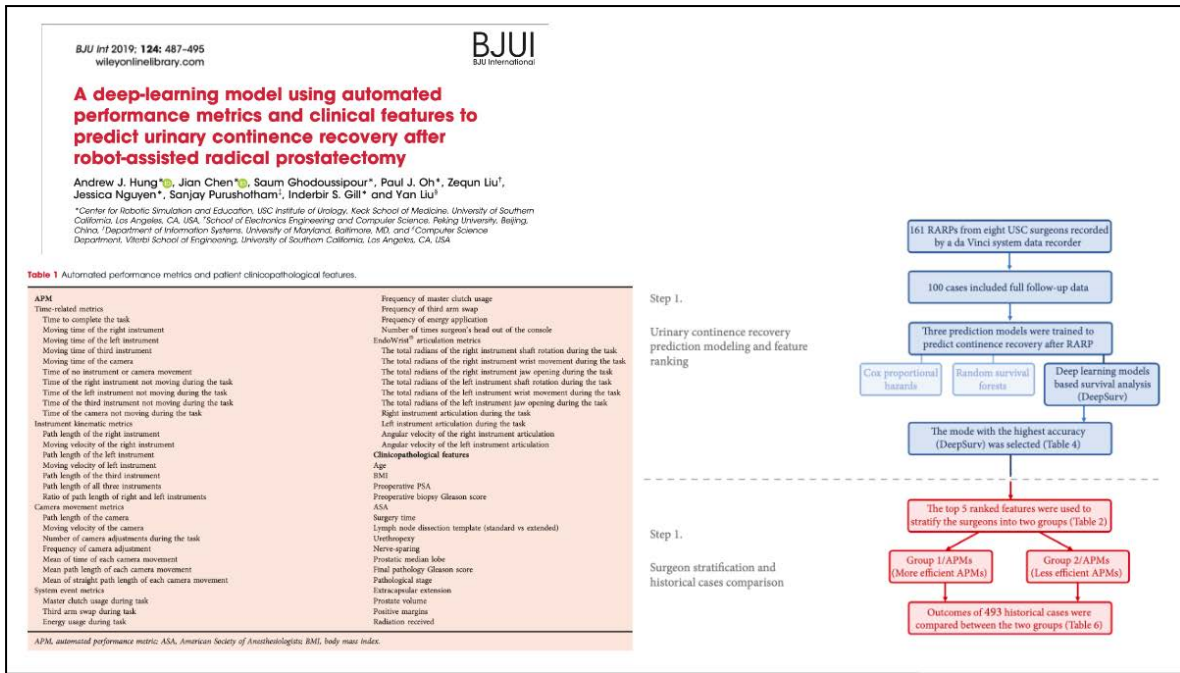 BJU Int 2019; 124: 487–495
wileyonlinelibrary.com
BJUI
BJU International
A deep-learning model using automated
performance metrics and clinical features to
predict urinary continence recovery after
robot-assisted radical prostatectomy
Andrew J. Hung*, Jian Chen*, Saum Ghodoussipour*, Paul J. Oh*, Zequn Liu†,
Jessica Nguyen*, Sanjay Purushotham‡, Inderbir S. Gill* and Yan Liu§
*Center for Robotic Simulation and Education, USC Institute of Urology, Keck School of Medicine, University of Southern
California, Los Angeles, CA, USA, †School of Electronics Engineering and Computer Science, Peking University, Beijing,
China, ‡Department of Information Systems, University of Maryland, Baltimore, MD, and §Computer Science
Department, Viterbi School of Engineering, University of Southern California, Los Angeles, CA, USA
Table 1 Automated performance metrics and patient clinicopathological features.
APM
Time-related metrics
Time to complete the task
Moving time of the right instrument
Moving time of the left instrument
Moving time of third instrument
Moving time of the camera
Time of no instrument or camera movement
Time of the right instrument not moving during the task
Time of the left instrument not moving during the task
Time of the third instrument not moving during the task
Time of the camera not moving during the task
Instrument kinematic metrics
Path length of the right instrument
Moving velocity of the right instrument
Path length of the left instrument
Moving velocity of left instrument
Path length of the third instrument
Path length of all three instruments
Ratio of path length of right and left instruments
Camera movement metrics
Path length of the camera
Moving velocity of the camera
Number of camera adjustments during the task
Frequency of camera adjustment
Mean of time of each camera movement
Mean path length of each camera movement
Mean of straight path length of each camera movement
System event metrics
Master clutch usage during task
Third arm swap during task
Energy usage during task
Frequency of master clutch usage
Frequency of third arm swap
Frequency of energy application
Number of times surgeon's head out of the console
EndoWrist® articulation metrics
The total radians of the right instrument shaft rotation during the task
The total radians of the right instrument wrist movement during the task
The total radians of the right instrument jaw opening during the task
The total radians of the left instrument shaft rotation during the task
The total radians of the left instrument wrist movement during the task
The total radians of the left instrument jaw opening during the task
Right instrument articulation during the task
Left instrument articulation during the task
Angular velocity of the right instrument articulation
Angular velocity of the left instrument articulation
Clinicopathological features
Age
BMI
Preoperative PSA
Preoperative biopsy Gleason score
ASA
Surgery time
Lymph node dissection template (standard vs extended)
Urethropexy
Nerve-sparing
Prostatic median lobe
Final pathology Gleason score
Pathological stage
Extracapsular extension
Prostate volume
Positive margins
Radiation received
APM, automated performance metric; ASA, American Society of Anesthesiologists; BMI, body mass index.
Step 1.
Urinary continence recovery
prediction modeling and feature
ranking
161 RARPs from eight USC surgeons recorded
by a da Vinci system data recorder
100 cases included full follow-up data
Three prediction models were trained to
predict continence recovery after RARP
Cox proportional
hazards
Random survival
forests
Deep learning models
based survival analysis
(DeepSurv)
The mode with the highest accuracy
(DeepSurv) was selected (Table 4)
Step 1.
Surgeon stratification and
historical cases comparison
The top 5 ranked features were used to
stratify the surgeons into two groups (Table 2)
Group 1/APMs
(More efficient APMs)
Group 2/APMs
(Less efficient APMs)
Outcomes of 493 historical cases were
compared between the two groups (Table 6)